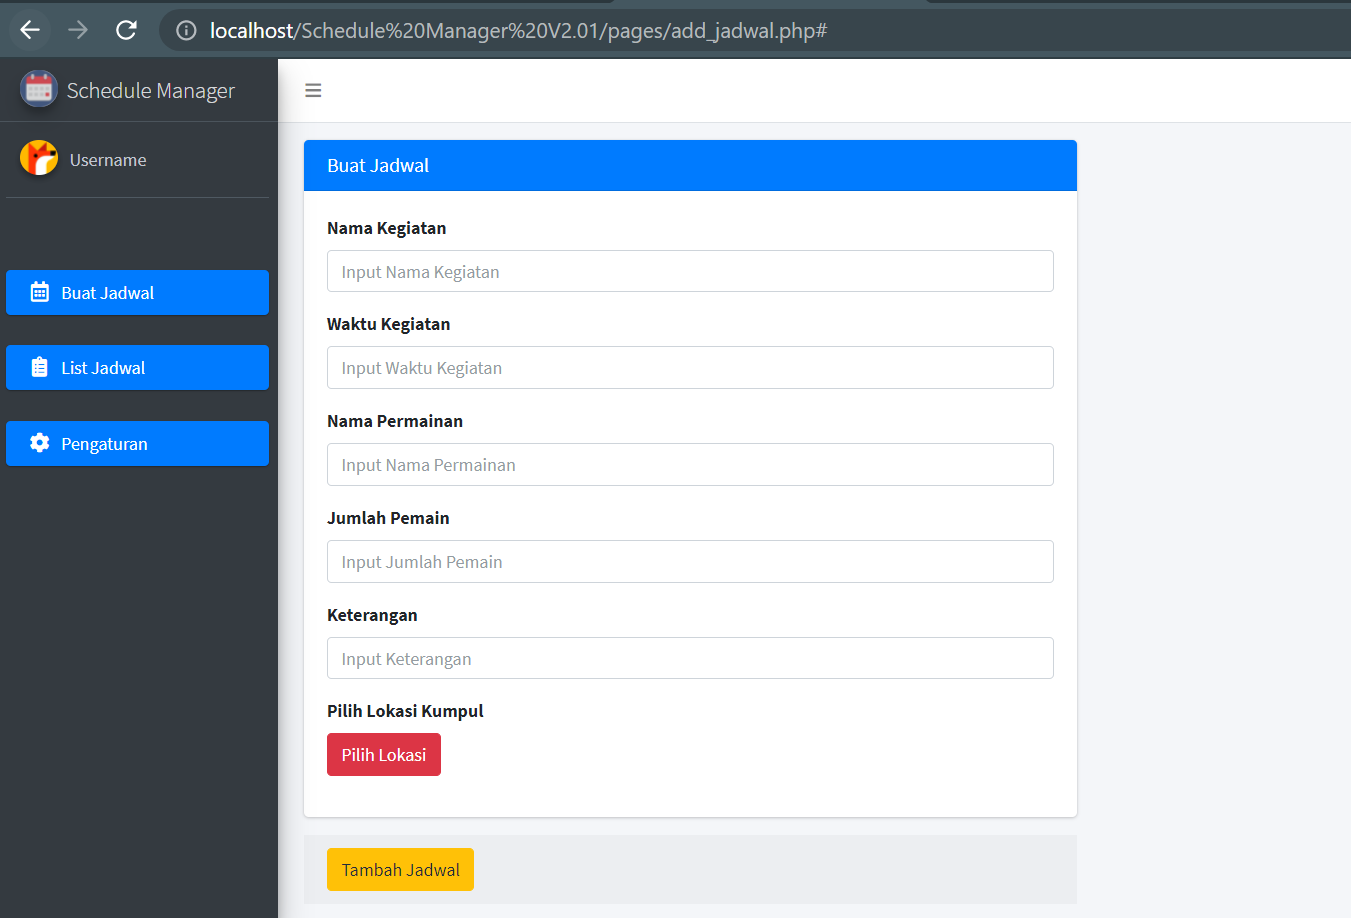 localhost/Schedule%20Manager%20V2.01/pages/add_jadwal.php#
Schedule Manager
Username
Buat Jadwal
List Jadwal
Pengaturan
Buat Jadwal
Nama Kegiatan
Input Nama Kegiatan
Waktu Kegiatan
Input Waktu Kegiatan
Nama Permainan
Input Nama Permainan
Jumlah Pemain
Input Jumlah Pemain
Keterangan
Input Keterangan
Pilih Lokasi Kumpul
Pilih Lokasi
Tambah Jadwal